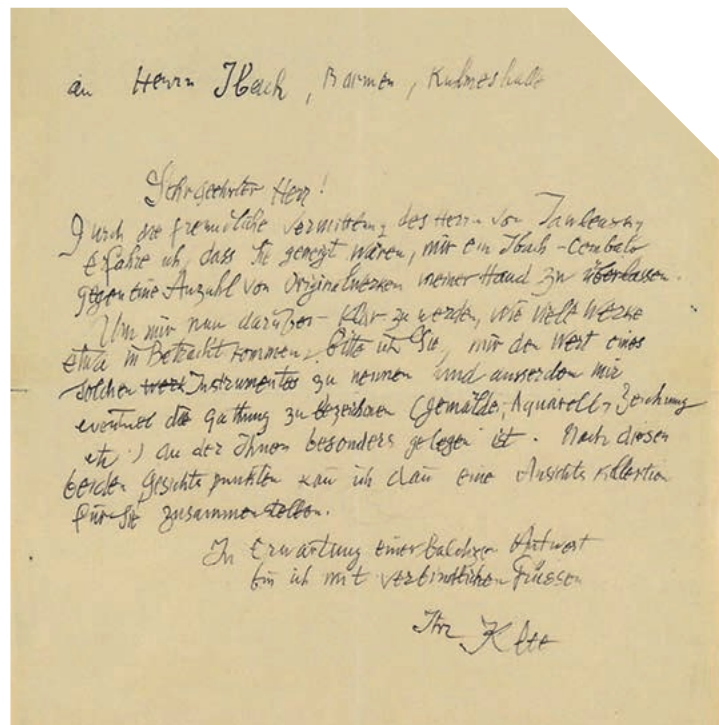 an Herrn Ibach, Barmen, Ruhmeshalle
Sehr geehrter Herr!
Durch die freundliche Vermittlung des Herrn von Jawlensky
erfahre ich, dass Sie geneigt wären, mir ein Ibach-Cembalo
gegen eine Anzahl von Originalwerken meiner Hand zu überlassen.
Um mir nun darüber klar zu werden, wie viele Werke
etwa in Betracht kommen, bitte ich Sie, mir den Wert eines
solchen Instrumentes zu nennen und ausserdem mir
eventuel die Gattung zu bezeichnen (Gemälde, Aquarell, Zeichnung
etc.) an der Ihnen besonders gelegen ist. Nach diesen
beiden Gesichtspunkten kan ich dan eine Ansichts Kollektion
für Sie zusammenstellen.
In Erwartung einer baldigen Antwort
bin ich mit verbindlichen Grüssen
Ihr Klee